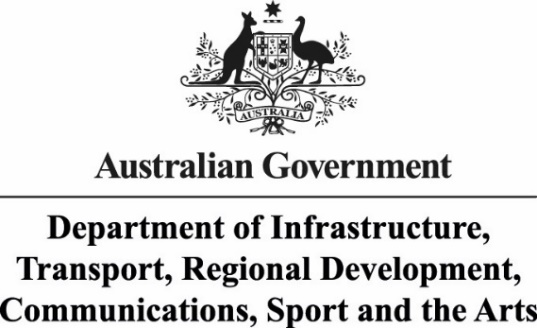 AUSTRALIA
Australian Government
Department of Infrastructure,
Transport, Regional Development,
Communications, Sport and the Arts